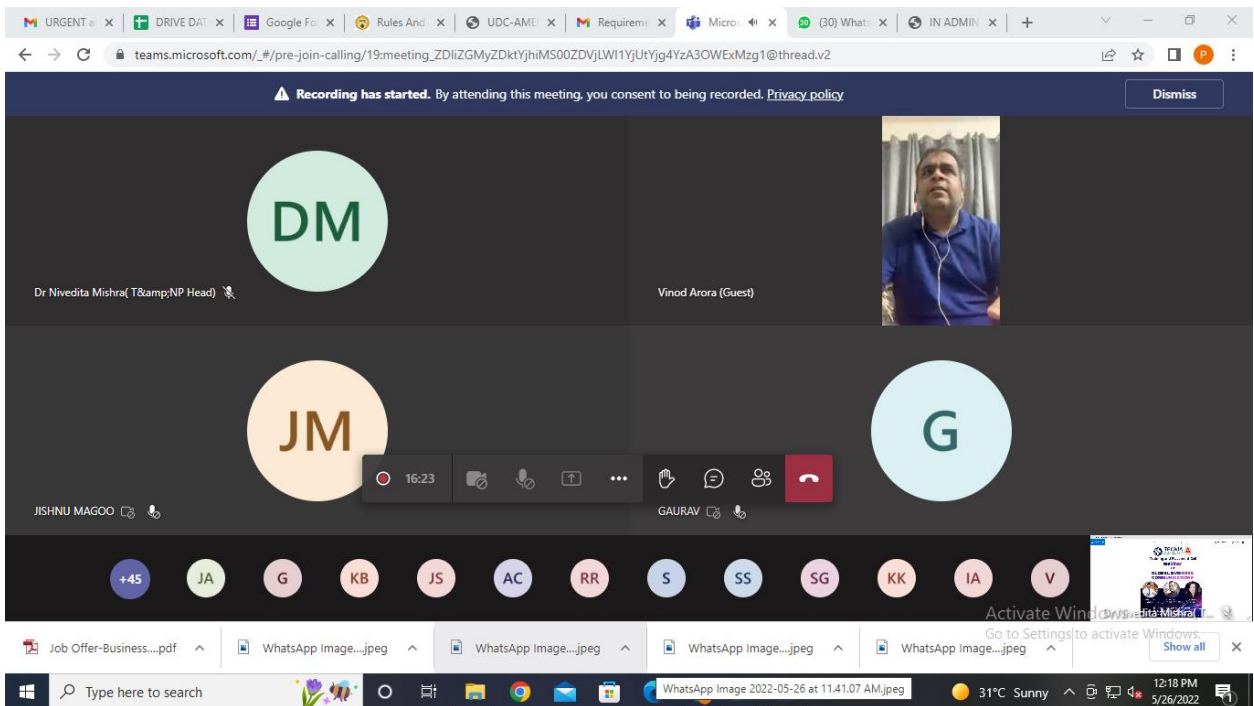 URGENT a
DRIVE DAT
Google Fo
Rules And
UDC-AME
Requireme
Micros
(30) What
IN ADMIN
teams.microsoft.com/_#/pre-join-calling/19:meeting_ZDliZGMyZDktYjhiMS00ZDVjLWI1YjUtYjg4YzA3OWExMzg1@thread.v2
P
Recording has started. By attending this meeting, you consent to being recorded. Privacy policy
Dismiss
DM
Dr Nivedita Mishra( T&amp;NP Head)
Vinod Arora (Guest)
JM
G
16:23
JISHNU MAGOO
GAURAV
+45 JA G KB JS AC RR S SS SG KK IA V
Activate Windows
Go to Settings to activate Windows.
Job Offer-Business....pdf
WhatsApp Image....jpeg
WhatsApp Image....jpeg
WhatsApp Image....jpeg
WhatsApp Image....jpeg
Show all
Type here to search
WhatsApp Image 2022-05-26 at 11.41.07 AM.jpeg
31°C Sunny
12:18 PM
5/26/2022